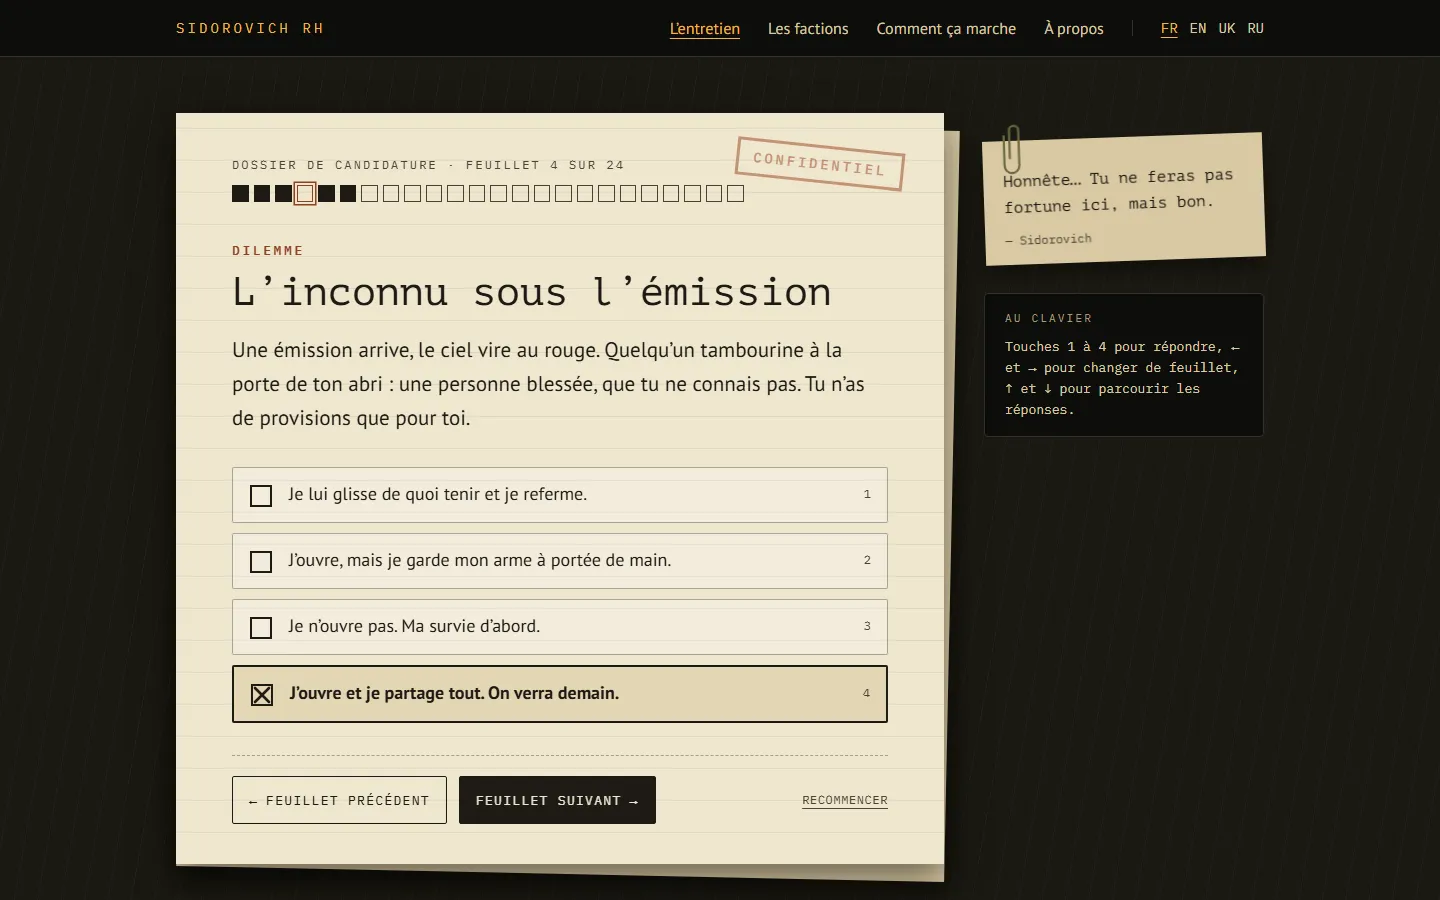 SIDOROVICH RH
L'entretien Les factions Comment ça marche À propos FR EN UK RU
DOSSIER DE CANDIDATURE · FEUILLET 4 SUR 24
CONFIDENTIEL
DILEMME
L’inconnu sous l’émission
Une émission arrive, le ciel vire au rouge. Quelqu’un tambourine à la
porte de ton abri : une personne blessée, que tu ne connais pas. Tu n’as
de provisions que pour toi.
Je lui glisse de quoi tenir et je referme. 1
J’ouvre, mais je garde mon arme à portée de main. 2
Je n’ouvre pas. Ma survie d’abord. 3
J’ouvre et je partage tout. On verra demain. 4
← FEUILLET PRÉCÉDENT FEUILLET SUIVANT → RECOMMENCER
Honnête… Tu ne feras pas
fortune ici, mais bon.
— Sidorovich
AU CLAVIER
Touches 1 à 4 pour répondre, ←
et → pour changer de feuillet,
↑ et ↓ pour parcourir les
réponses.